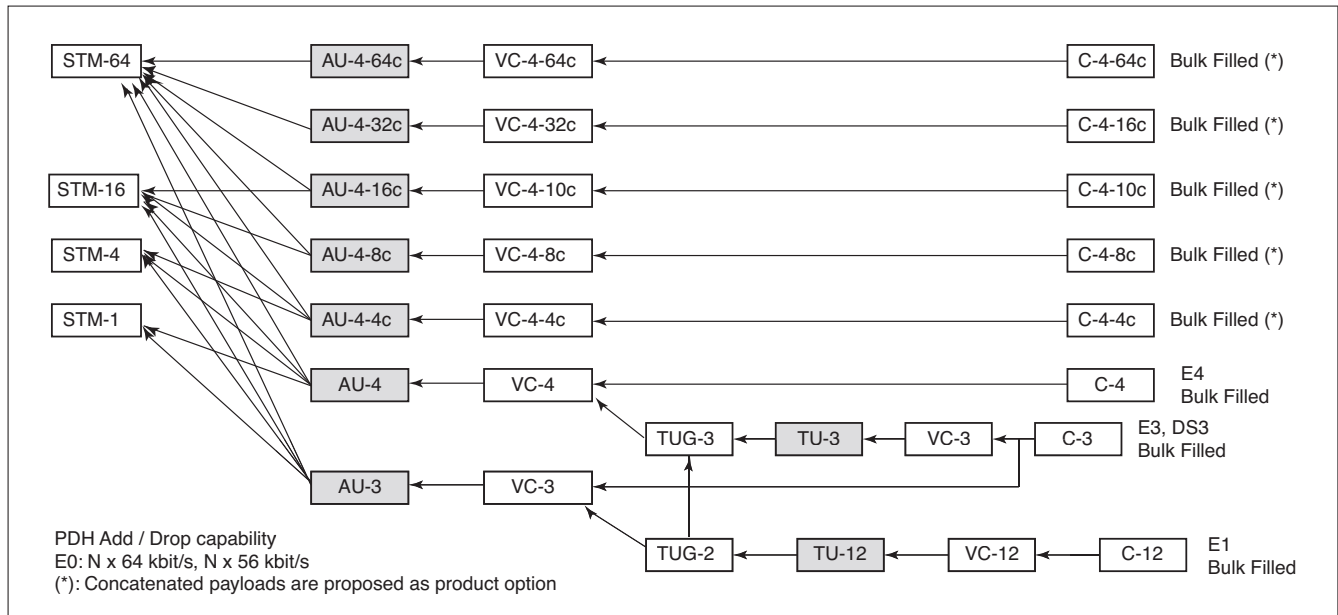 STM-64 AU-4-64c VC-4-64c C-4-64c Bulk Filled (*)
AU-4-32c VC-4-32c C-4-16c Bulk Filled (*)
STM-16 AU-4-16c VC-4-10c C-4-10c Bulk Filled (*)
STM-4 AU-4-8c VC-4-8c C-4-8c Bulk Filled (*)
STM-1 AU-4-4c VC-4-4c C-4-4c Bulk Filled (*)
AU-4 VC-4 C-4 E4
Bulk Filled
TUG-3 TU-3 VC-3 C-3 E3, DS3
Bulk Filled
AU-3 VC-3
TUG-2 TU-12 VC-12 C-12 E1
Bulk Filled
PDH Add / Drop capability
E0: N x 64 kbit/s, N x 56 kbit/s
(*): Concatenated payloads are proposed as product option